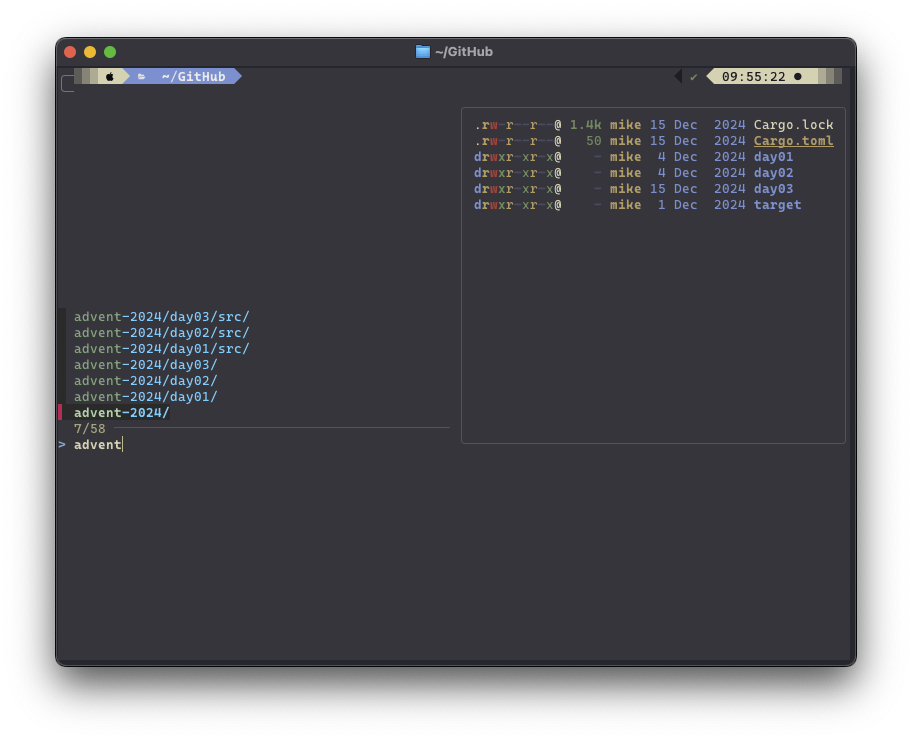 ~/GitHub
~/GitHub
✔ 09:55:22
.rw-r--r--@ 1.4k mike 15 Dec  2024 Cargo.lock
.rw-r--r--@   50 mike 15 Dec  2024 Cargo.toml
drwxr-xr-x@    - mike  4 Dec  2024 day01
drwxr-xr-x@    - mike  4 Dec  2024 day02
drwxr-xr-x@    - mike 15 Dec  2024 day03
drwxr-xr-x@    - mike  1 Dec  2024 target
advent-2024/day03/src/
advent-2024/day02/src/
advent-2024/day01/src/
advent-2024/day03/
advent-2024/day02/
advent-2024/day01/
advent-2024/
7/58
> advent